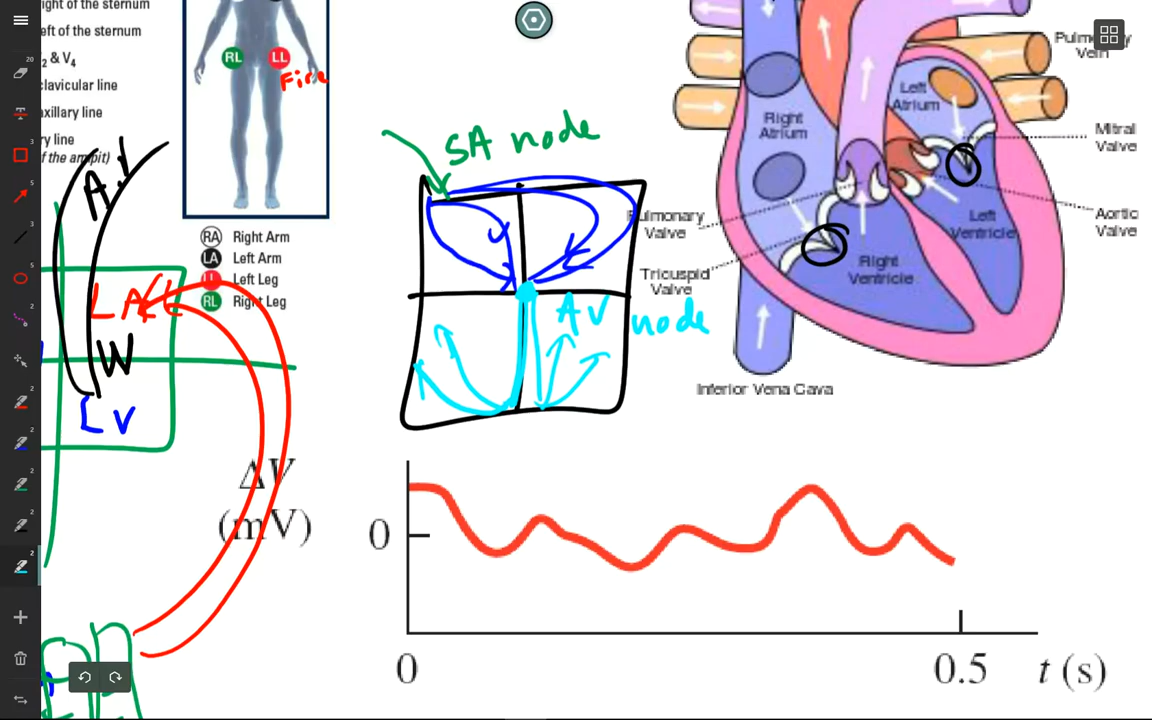 ight of the sternum
eft of the sternum
2 & V4
clavicular line
axillary line
ry line
f the armpit)
RL
LL
Fire
RA Right Arm
LA Left Arm
LL Left Leg
RL Right Leg
SA node
AV node
A.V
W
LV
Right Atrium
Left Atrium
Pulmonary Vein
Mitral Valve
Aortic Valve
Left Ventricle
Right Ventricle
Pulmonary Valve
Tricuspid Valve
Inferior Vena Cava
ΔV
(mV)
0
0
0.5
t (s)